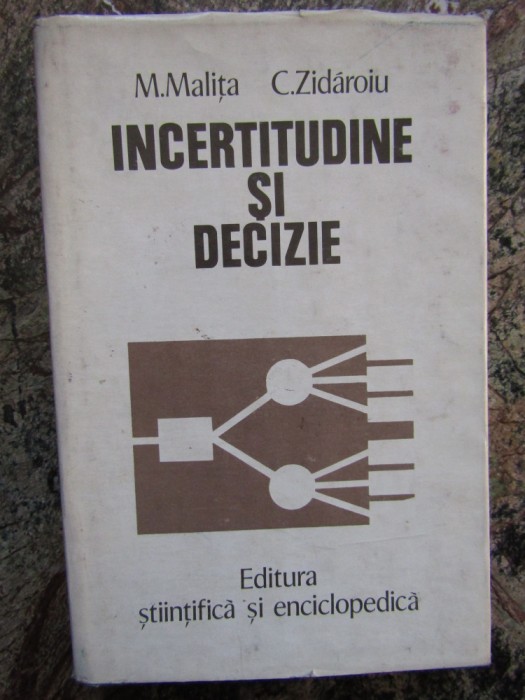 M.Malița C.Zidăroiu
INCERTITUDINE
ȘI
DECIZIE
Editura
științifică și enciclopedică